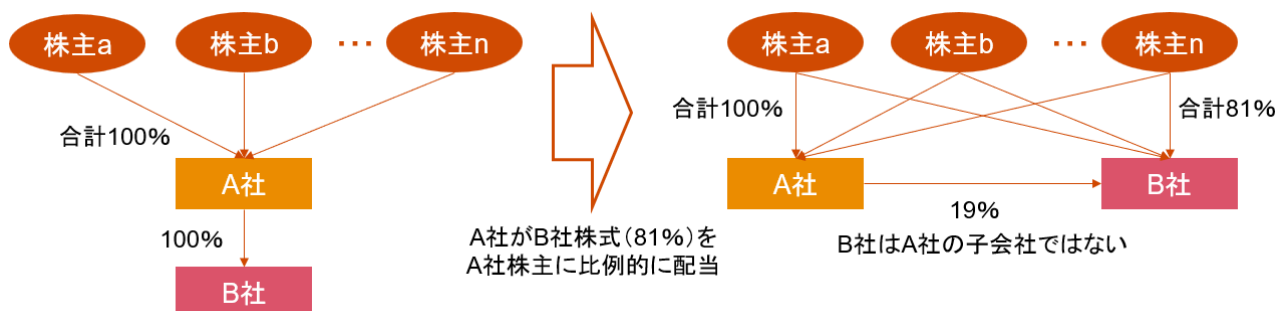 株主a
株主b
…
株主n
合計100%
A社
100%
B社
A社がB社株式(81%)を
A社株主に比例的に配当
株主a
株主b
…
株主n
合計100%
合計81%
A社
B社
19%
B社はA社の子会社ではない